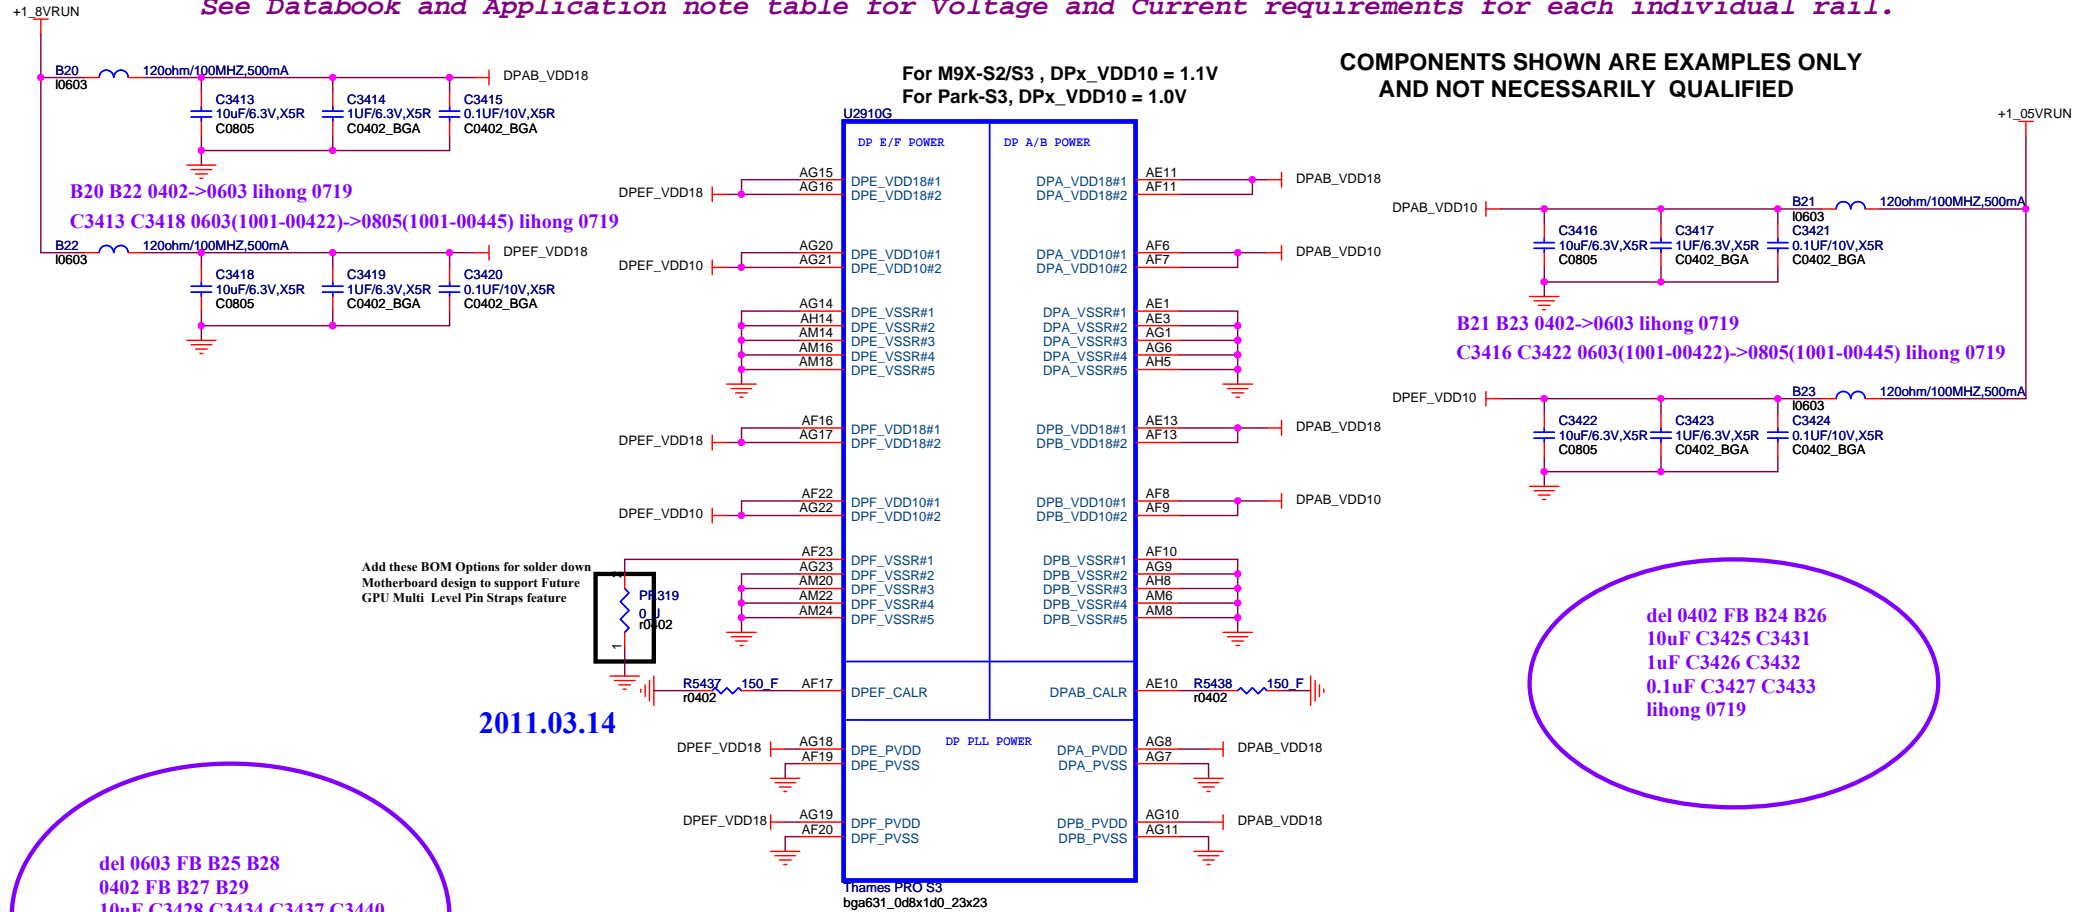 See Databook and Application note table for Voltage and Current requirements for each individual rail.
+1_8VRUN
B20
l0603
120ohm/100MHZ,500mA
DPAB_VDD18
C3413
10uF/6.3V,X5R
C0805
C3414
1UF/6.3V,X5R
C0402_BGA
C3415
0.1UF/10V,X5R
C0402_BGA
B20 B22 0402->0603 lihong 0719
C3413 C3418 0603(1001-00422)->0805(1001-00445) lihong 0719
B22
l0603
120ohm/100MHZ,500mA
DPEF_VDD18
C3418
10uF/6.3V,X5R
C0805
C3419
1UF/6.3V,X5R
C0402_BGA
C3420
0.1UF/10V,X5R
C0402_BGA
For M9X-S2/S3 , DPx_VDD10 = 1.1V
For Park-S3, DPx_VDD10 = 1.0V
COMPONENTS SHOWN ARE EXAMPLES ONLY
AND NOT NECESSARILY QUALIFIED
U2910G
DP E/F POWER
DP A/B POWER
DPEF_VDD18
AG15 DPE_VDD18#1
AG16 DPE_VDD18#2
DPEF_VDD10
AG20 DPE_VDD10#1
AG21 DPE_VDD10#2
AG14 DPE_VSSR#1
AH14 DPE_VSSR#2
AM14 DPE_VSSR#3
AM16 DPE_VSSR#4
AM18 DPE_VSSR#5
DPEF_VDD18
AF16 DPF_VDD18#1
AG17 DPF_VDD18#2
DPEF_VDD10
AF22 DPF_VDD10#1
AG22 DPF_VDD10#2
AF23 DPF_VSSR#1
AG23 DPF_VSSR#2
AM20 DPF_VSSR#3
AM22 DPF_VSSR#4
AM24 DPF_VSSR#5
Add these BOM Options for solder down
Motherboard design to support Future
GPU Multi Level Pin Straps feature
PR319
0_J
r0402
1
R5437 150_F
r0402
AF17 DPEF_CALR
2011.03.14
DPEF_VDD18
AG18 DPE_PVDD
AF19 DPE_PVSS
DPEF_VDD18
AG19 DPF_PVDD
AF20 DPF_PVSS
DP PLL POWER
DPA_VDD18#1 AE11
DPA_VDD18#2 AF11
DPAB_VDD18
DPA_VDD10#1 AF6
DPA_VDD10#2 AF7
DPAB_VDD10
DPA_VSSR#1 AE1
DPA_VSSR#2 AE3
DPA_VSSR#3 AG1
DPA_VSSR#4 AG6
DPA_VSSR#5 AH5
DPB_VDD18#1 AE13
DPB_VDD18#2 AF13
DPAB_VDD18
DPB_VDD10#1 AF8
DPB_VDD10#2 AF9
DPAB_VDD10
DPB_VSSR#1 AF10
DPB_VSSR#2 AG9
DPB_VSSR#3 AH8
DPB_VSSR#4 AM6
DPB_VSSR#5 AM8
DPAB_CALR AE10
R5438 150_F
r0402
DPA_PVDD AG8
DPA_PVSS AG7
DPAB_VDD18
DPB_PVDD AG10
DPB_PVSS AG11
DPAB_VDD18
Thames PRO S3
bga631_0d8x1d0_23x23
+1_05VRUN
DPAB_VDD10
B21
l0603
120ohm/100MHZ,500mA
C3416
10uF/6.3V,X5R
C0805
C3417
1UF/6.3V,X5R
C0402_BGA
C3421
0.1UF/10V,X5R
C0402_BGA
B21 B23 0402->0603 lihong 0719
C3416 C3422 0603(1001-00422)->0805(1001-00445) lihong 0719
DPEF_VDD10
B23
l0603
120ohm/100MHZ,500mA
C3422
10uF/6.3V,X5R
C0805
C3423
1UF/6.3V,X5R
C0402_BGA
C3424
0.1UF/10V,X5R
C0402_BGA
del 0402 FB B24 B26
10uF C3425 C3431
1uF C3426 C3432
0.1uF C3427 C3433
lihong 0719
del 0603 FB B25 B28
0402 FB B27 B29
10uF C3428 C3434 C3437 C3440